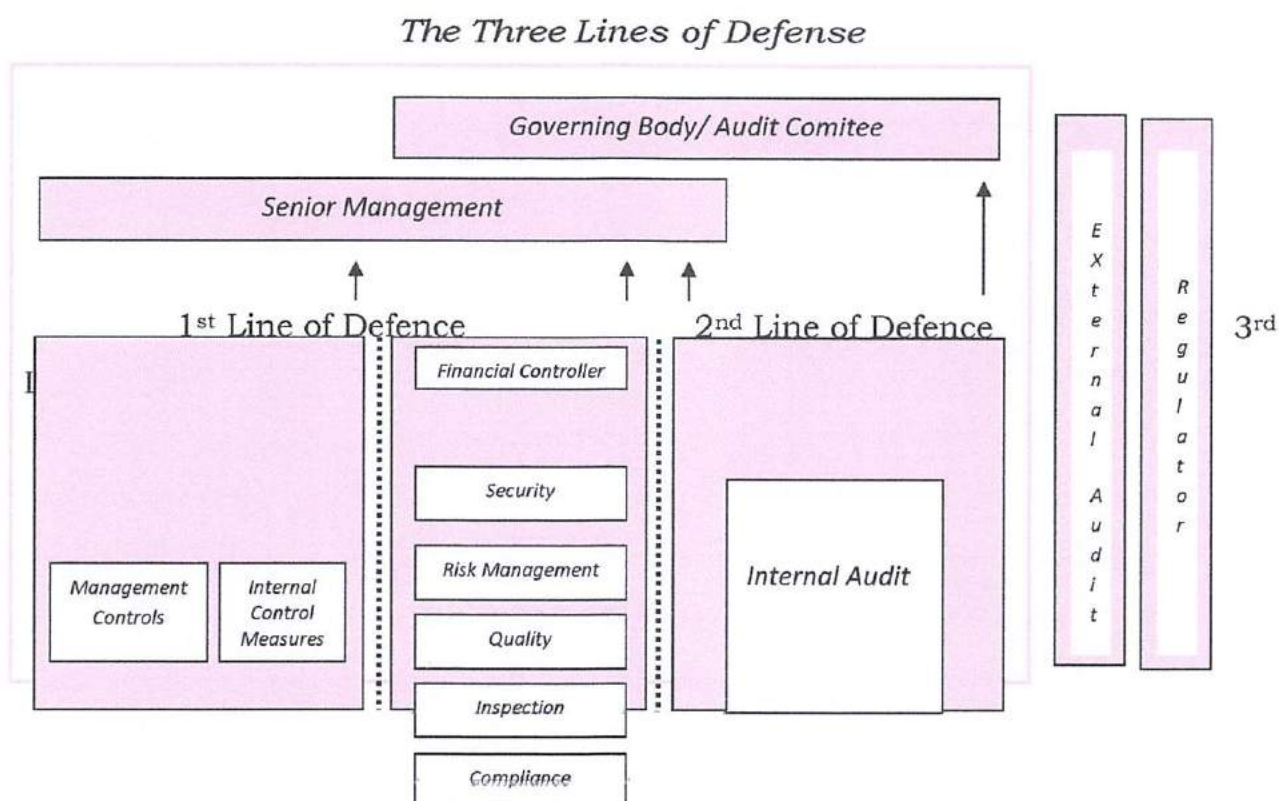 The Three Lines of Defense
Governing Body/ Audit Comitee
Senior Management
1st Line of Defence
2nd Line of Defence
3rd
Financial Controller
Security
Risk Management
Quality
Inspection
Compliance
Management
Controls
Internal
Control
Measures
Internal Audit
EXternal Audit
Regulator